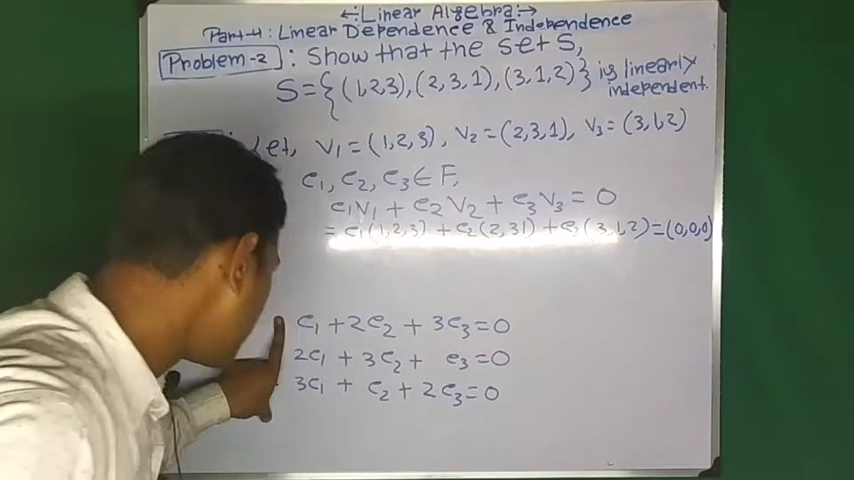 ←:Linear Algebra:→
Part-4: Linear Dependence & Independence
Problem-2: Show that the set S,
S={(1,2,3),(2,3,1),(3,1,2)} is linearly independent.
Let, V₁=(1,2,3), V₂=(2,3,1), V₃=(3,1,2)
c₁, c₂, c₃∈F,
c₁V₁ + c₂V₂ + c₃V₃ = 0
= c₁(1,2,3) + c₂(2,3,1) + c₃(3,1,2)=(0,0,0)
c₁ + 2c₂ + 3c₃ = 0
2c₁ + 3c₂ + c₃ = 0
3c₁ + c₂ + 2c₃ = 0